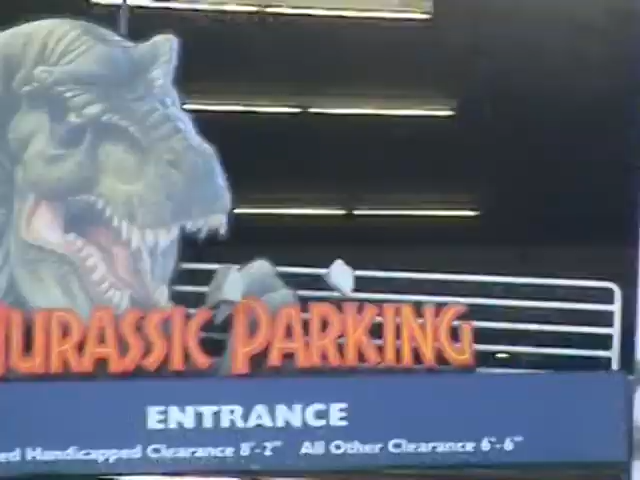 JURASSIC PARKING
ENTRANCE
Handicapped Clearance 8'-2" All Other Clearance 6'-6"